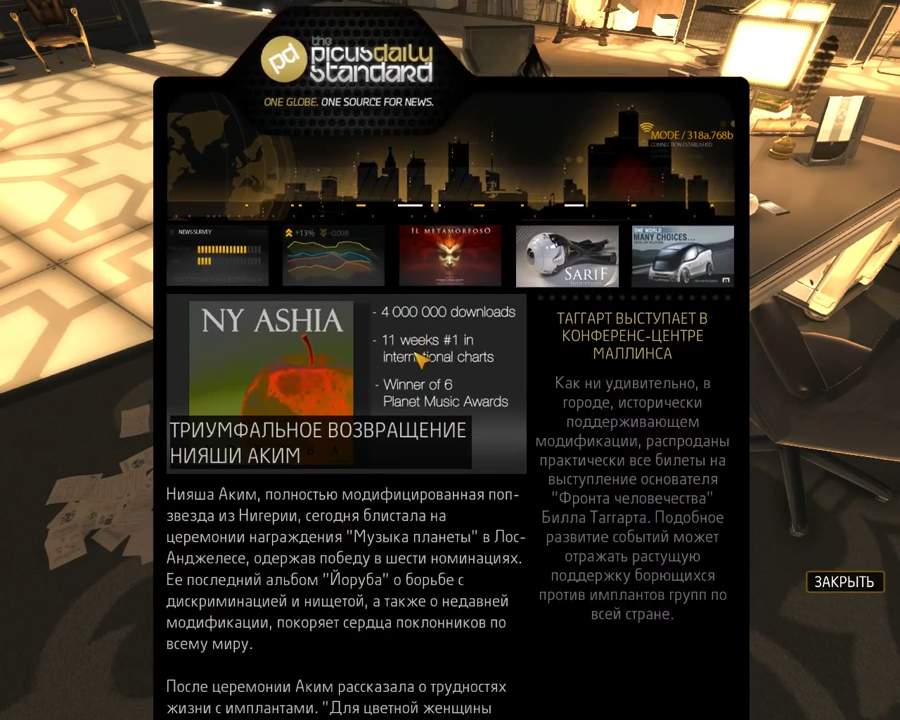 pd
the
picusdaily
standard
ONE GLOBE. ONE SOURCE FOR NEWS.
MODE / 318a.768b
CONNECTION ESTABLISHED
NEWS SURVEY
+13%
0,098
IL METAMORFOSO
SARIF
ONE WORLD
MANY CHOICES...
NY ASHIA
- 4 000 000 downloads
- 11 weeks #1 in
international charts
- Winner of 6
Planet Music Awards
ТРИУМФАЛЬНОЕ ВОЗВРАЩЕНИЕ
НИЯШИ АКИМ
Нияша Аким, полностью модифицированная поп-
звезда из Нигерии, сегодня блистала на
церемонии награждения "Музыка планеты" в Лос-
Анджелесе, одержав победу в шести номинациях.
Ее последний альбом "Йоруба" о борьбе с
дискриминацией и нищетой, а также о недавней
модификации, покоряет сердца поклонников по
всему миру.
После церемонии Аким рассказала о трудностях
жизни с имплантами. "Для цветной женщины
ТАГГАРТ ВЫСТУПАЕТ В
КОНФЕРЕНС-ЦЕНТРЕ
МАЛЛИНСА
Как ни удивительно, в
городе, исторически
поддерживающем
модификации, распроданы
практически все билеты на
выступление основателя
"Фронта человечества"
Билла Таггарта. Подобное
развитие событий может
отражать растущую
поддержку борющихся
против имплантов групп по
всей стране.
ЗАКРЫТЬ